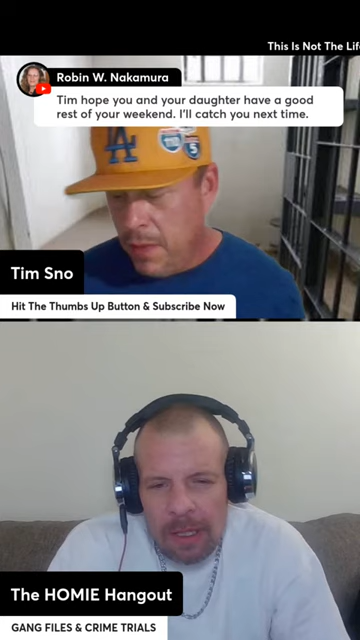 This Is Not The Life
Robin W. Nakamura
Tim hope you and your daughter have a good
rest of your weekend. I'll catch you next time.
LA
110
5
Tim Sno
Hit The Thumbs Up Button & Subscribe Now
The HOMIE Hangout
GANG FILES & CRIME TRIALS